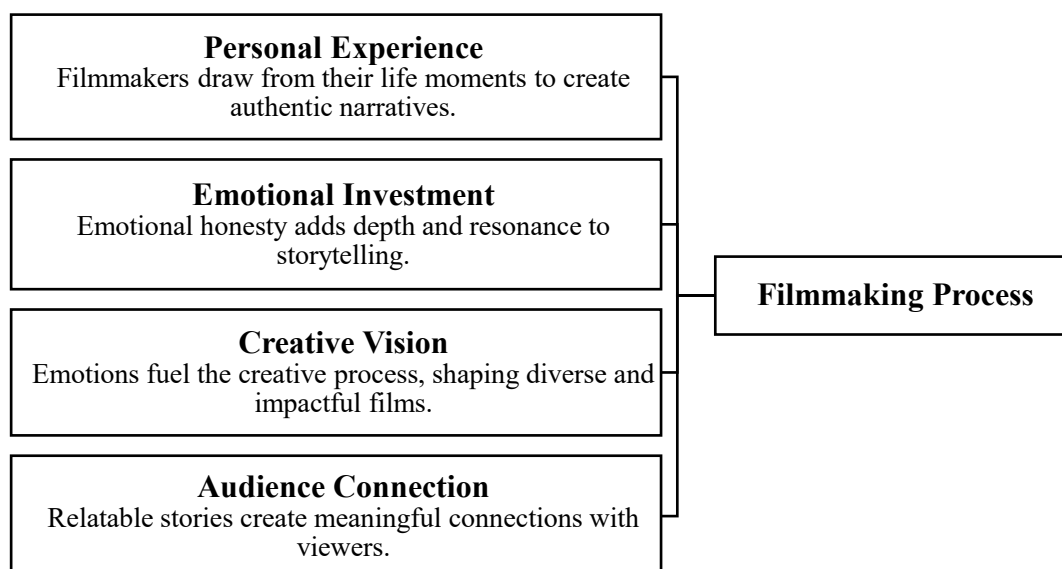 Personal Experience
Filmmakers draw from their life moments to create
authentic narratives.
Emotional Investment
Emotional honesty adds depth and resonance to
storytelling.
Creative Vision
Emotions fuel the creative process, shaping diverse and
impactful films.
Audience Connection
Relatable stories create meaningful connections with
viewers.
Filmmaking Process